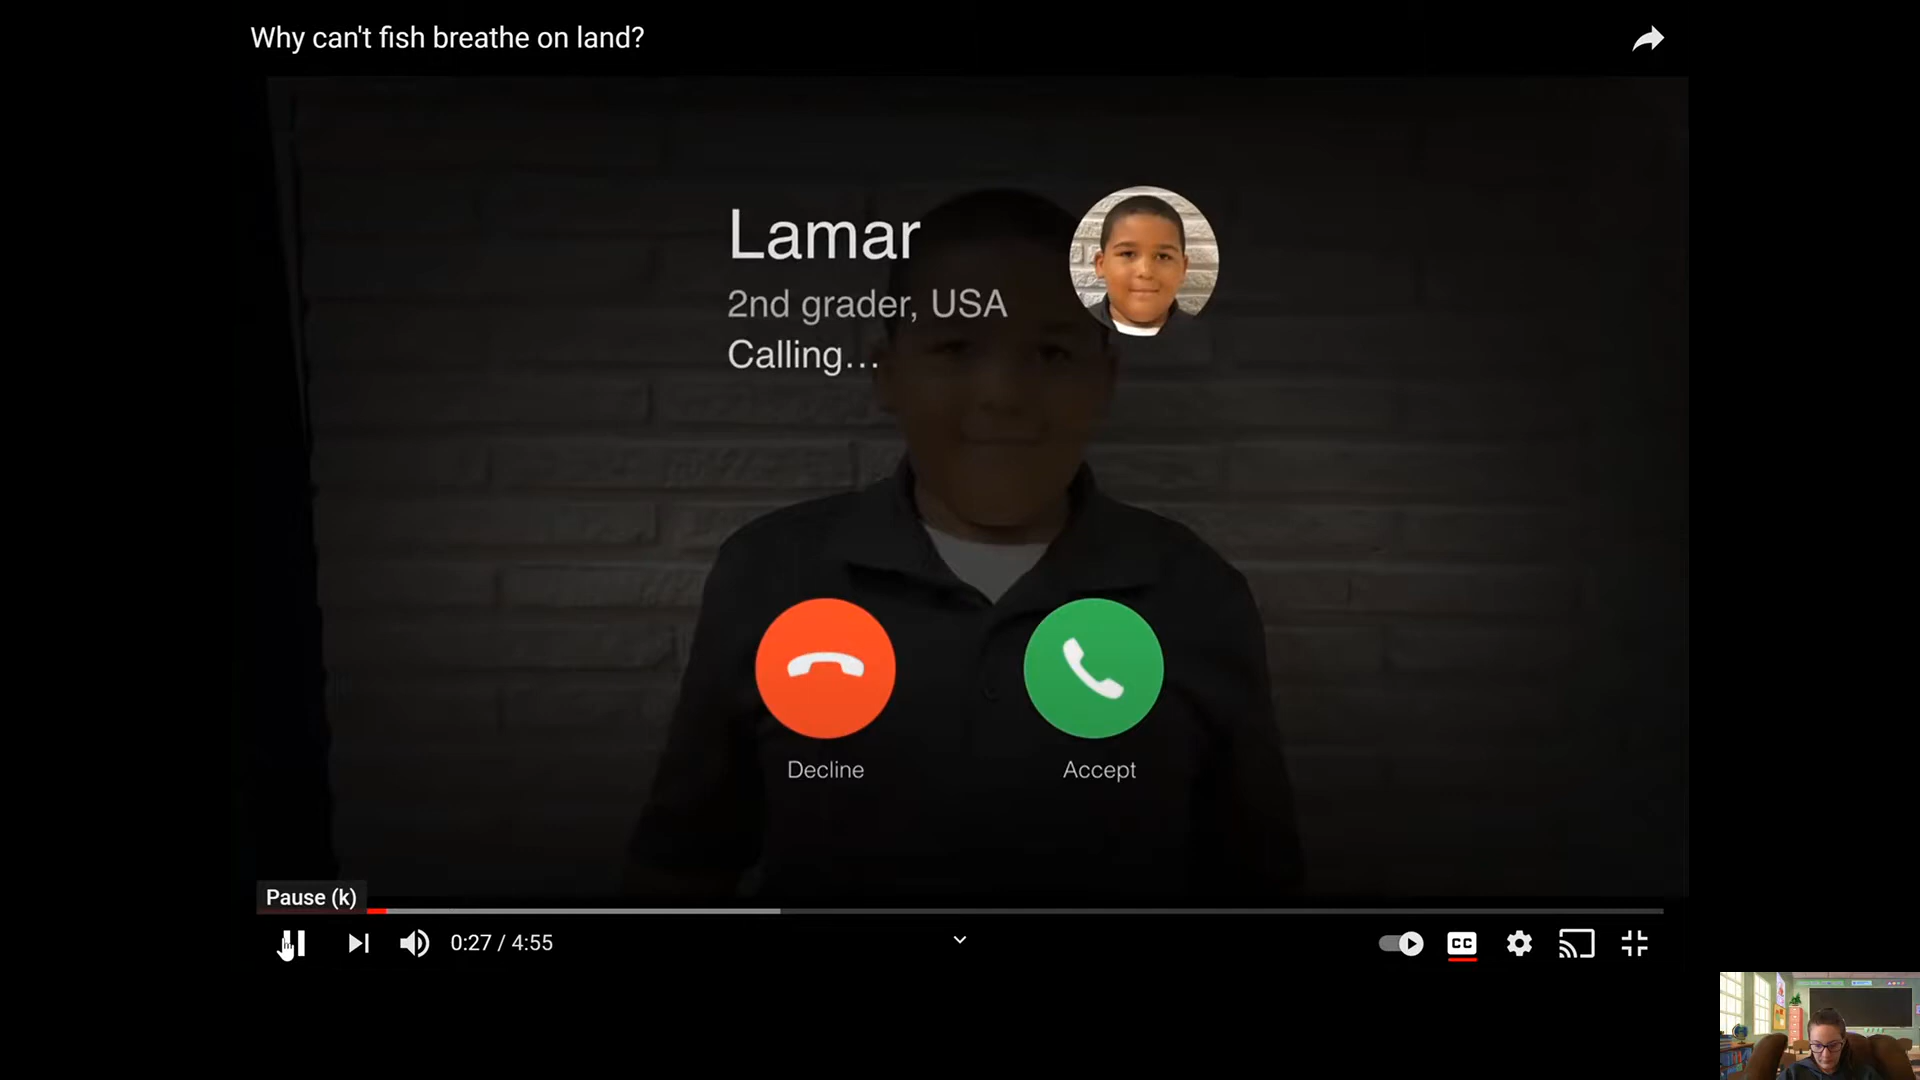 Why can't fish breathe on land?
Lamar
2nd grader, USA
Calling...
Decline
Accept
Pause (k)
0:27 / 4:55
CC